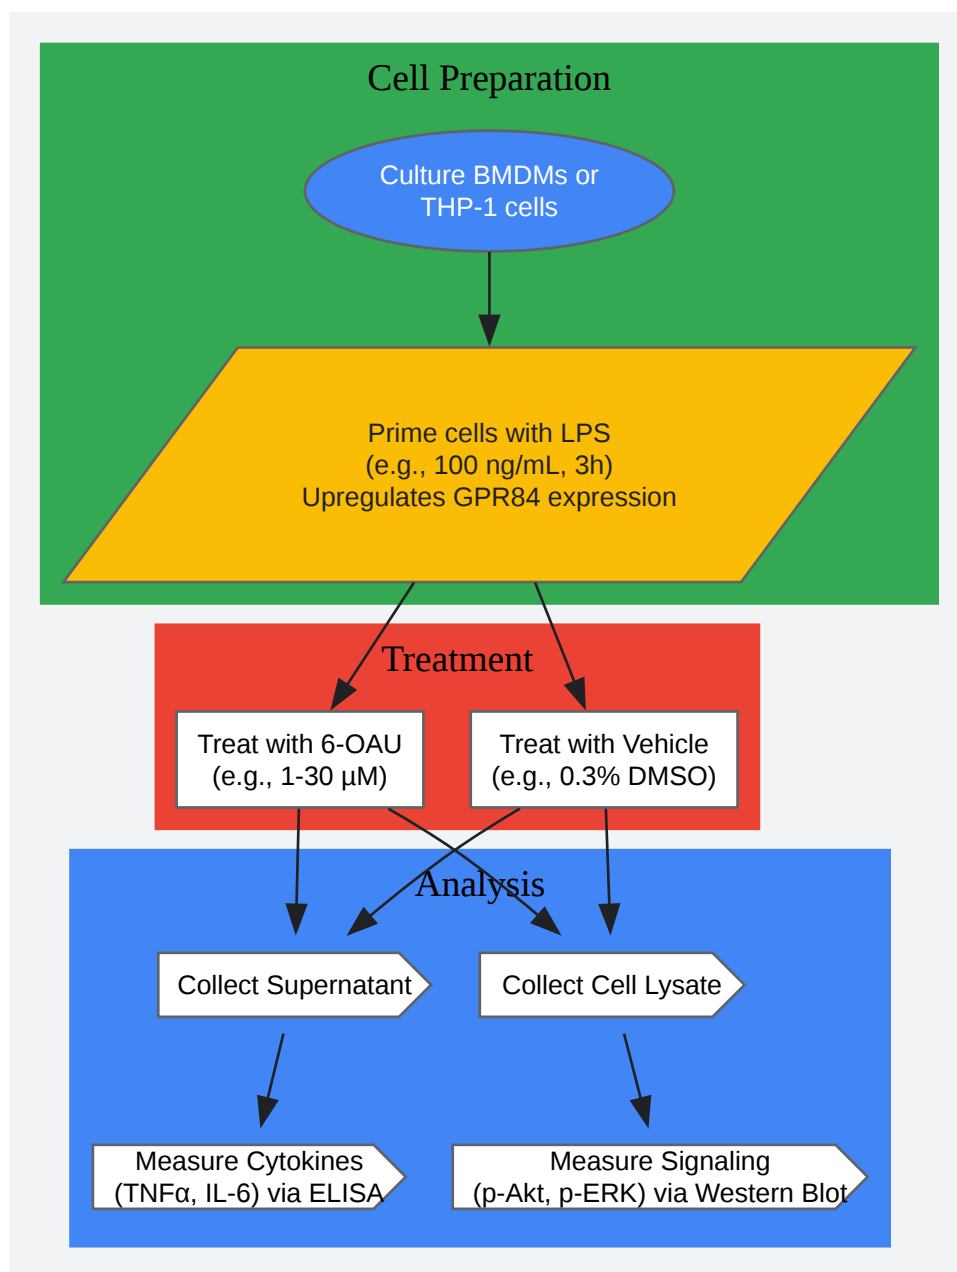 Cell Preparation
Culture BMDMs or
THP-1 cells
Prime cells with LPS
(e.g., 100 ng/mL, 3h)
Upregulates GPR84 expression
Treatment
Treat with 6-OAU
(e.g., 1-30 µM)
Treat with Vehicle
(e.g., 0.3% DMSO)
Analysis
Collect Supernatant
Collect Cell Lysate
Measure Cytokines
(TNFα, IL-6) via ELISA
Measure Signaling
(p-Akt, p-ERK) via Western Blot